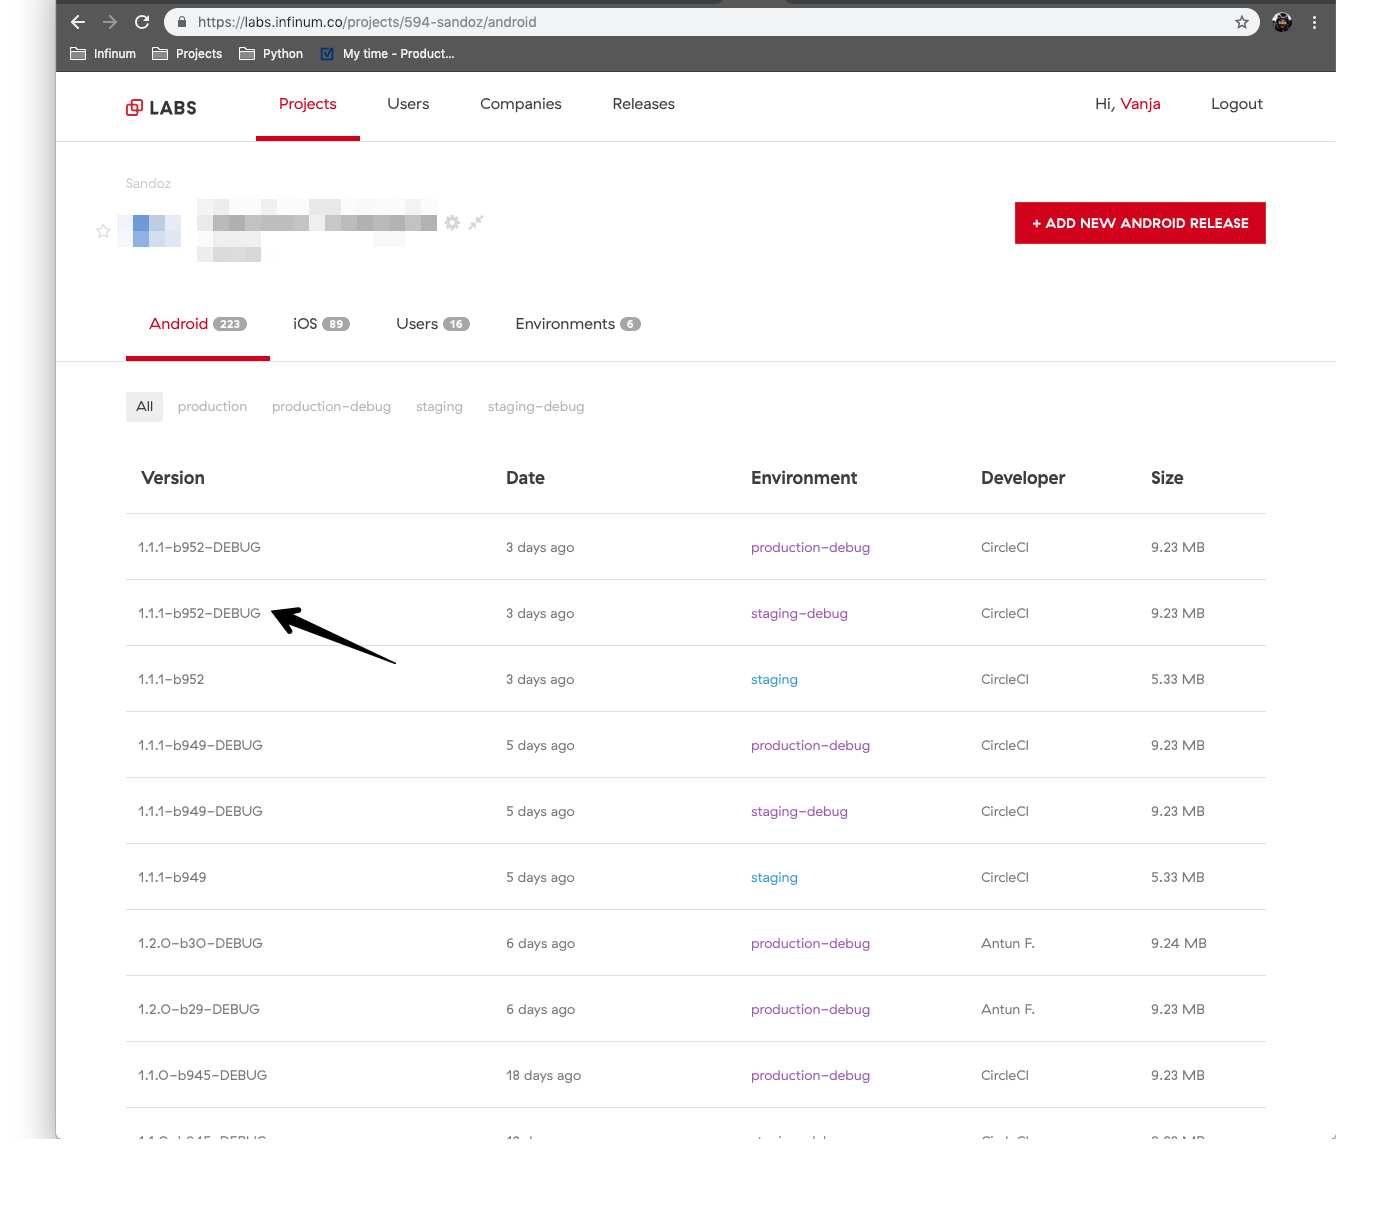 https://labs.infinum.co/projects/594-sandoz/android
Infinum Projects Python My time - Product...
LABS Projects Users Companies Releases Hi, Vanja Logout
Sandoz
+ ADD NEW ANDROID RELEASE
Android 223 iOS 89 Users 16 Environments 6
All production production-debug staging staging-debug
Version Date Environment Developer Size
1.1.1-b952-DEBUG 3 days ago production-debug CircleCI 9.23 MB
1.1.1-b952-DEBUG 3 days ago staging-debug CircleCI 9.23 MB
1.1.1-b952 3 days ago staging CircleCI 5.33 MB
1.1.1-b949-DEBUG 5 days ago production-debug CircleCI 9.23 MB
1.1.1-b949-DEBUG 5 days ago staging-debug CircleCI 9.23 MB
1.1.1-b949 5 days ago staging CircleCI 5.33 MB
1.2.0-b30-DEBUG 6 days ago production-debug Antun F. 9.24 MB
1.2.0-b29-DEBUG 6 days ago production-debug Antun F. 9.23 MB
1.1.0-b945-DEBUG 18 days ago production-debug CircleCI 9.23 MB